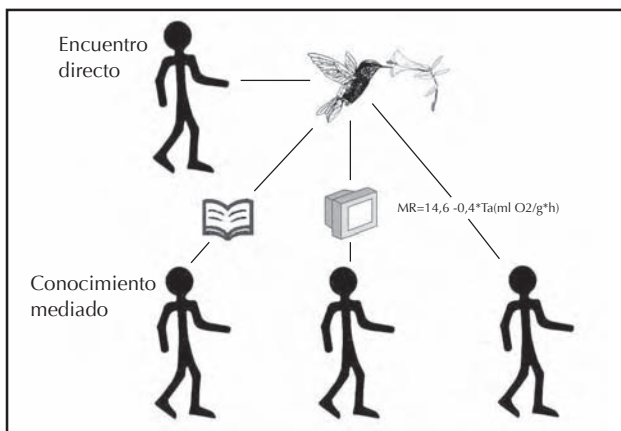 Encuentro
directo
MR=14,6 -0,4*Ta(ml O2/g*h)
Conocimiento
mediado